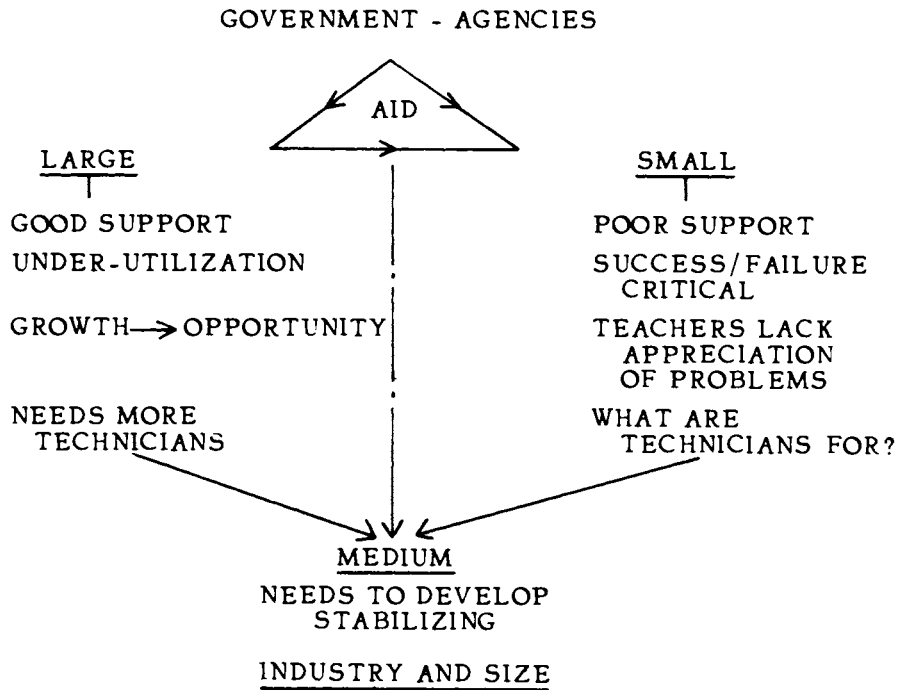 GOVERNMENT - AGENCIES
AID
LARGE
GOOD SUPPORT
UNDER-UTILIZATION
GROWTH → OPPORTUNITY
NEEDS MORE
TECHNICIANS
SMALL
POOR SUPPORT
SUCCESS/FAILURE
CRITICAL
TEACHERS LACK
APPRECIATION
OF PROBLEMS
WHAT ARE
TECHNICIANS FOR?
MEDIUM
NEEDS TO DEVELOP
STABILIZING
INDUSTRY AND SIZE